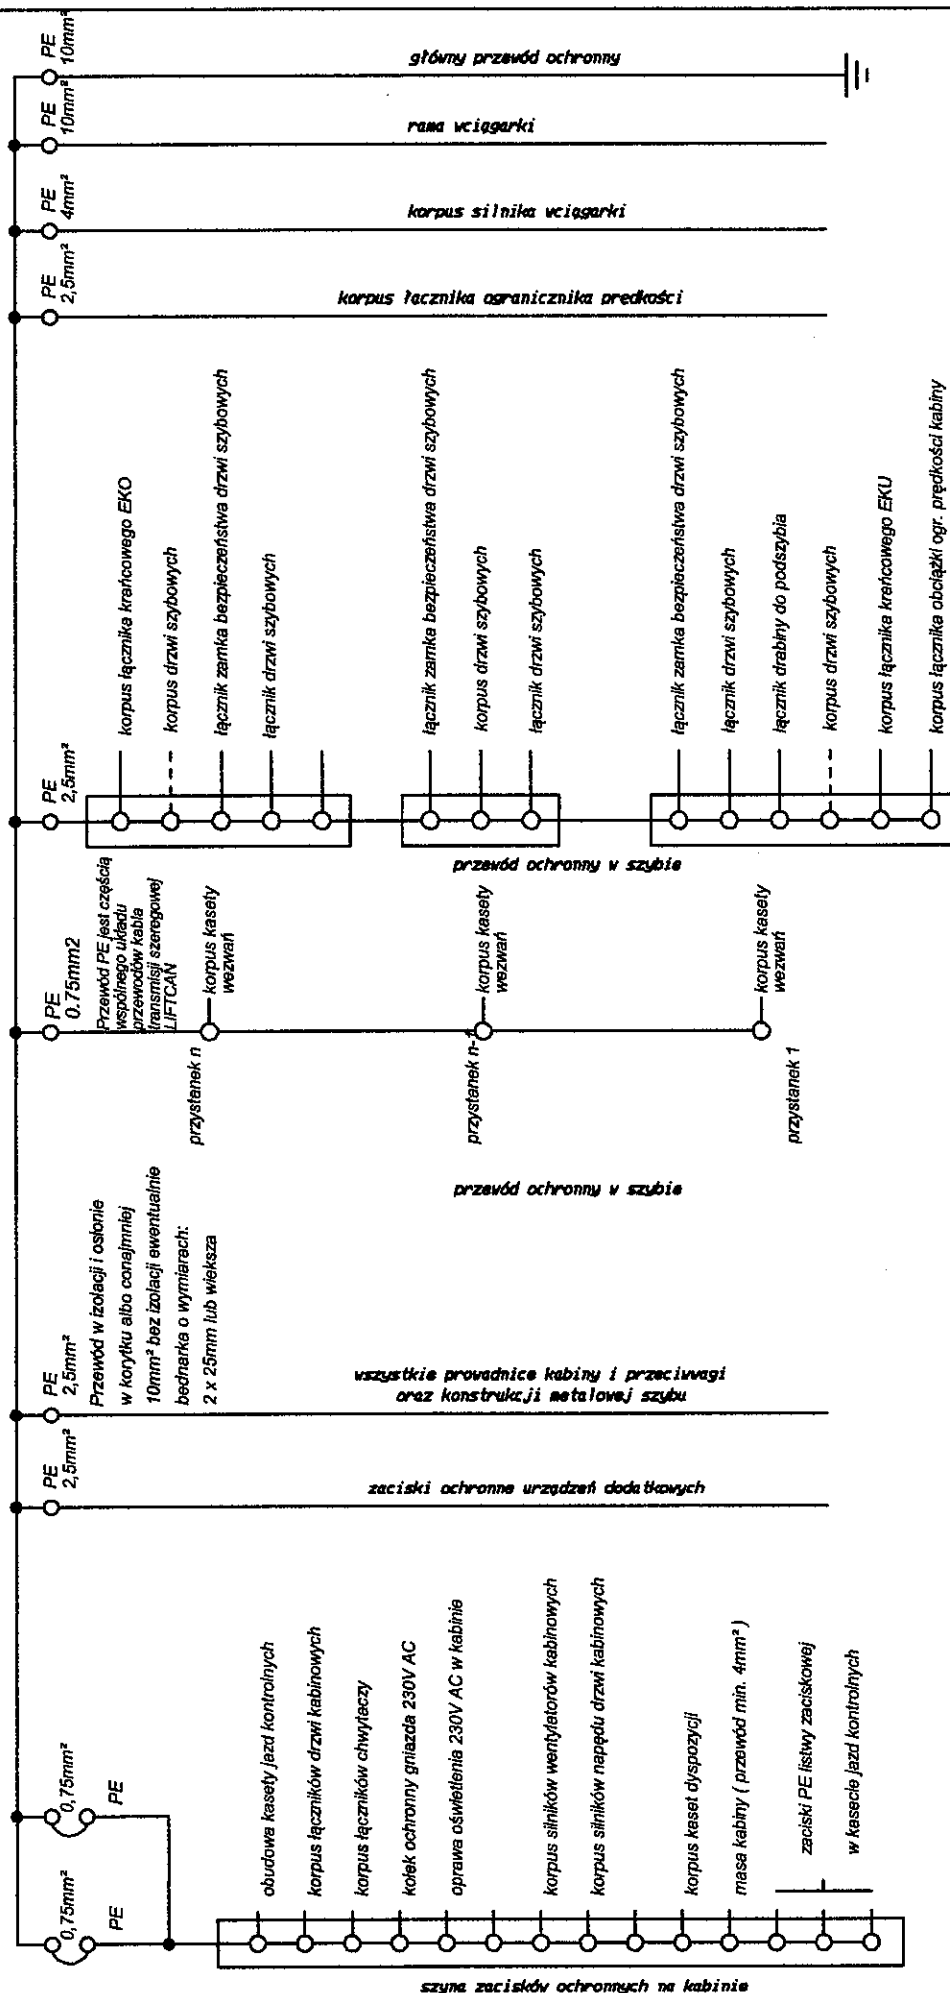 PE
10mm²
główny przewód ochronny
PE
10mm²
rama wciągarki
PE
4mm²
korpus silnika wciągarki
PE
2,5mm²
korpus łacznika ogranicznika prędkości
PE
2,5mm²
korpus łącznika krańcowego EKO
korpus drzwi szybowych
łącznik zamka bezpieczeństwa drzwi szybowych
łącznik drzwi szybowych
łącznik zamka bezpieczeństwa drzwi szybowych
korpus drzwi szybowych
łącznik drzwi szybowych
łącznik zamka bezpieczeństwa drzwi szybowych
łącznik drzwi szybowych
łącznik drabiny do podszybia
korpus drzwi szybowych
korpus łącznika krańcowego EKU
korpus łącznika obciążki ogr. prędkości kabiny
przewód ochronny w szybie
PE
0.75mm2
Przewód PE jest częścią
wspólnego układu
przewodów kabla
transmisji szeregowej
LIFTCAN
korpus kasety
wezwań
przystanek n
korpus kasety
wezwań
przystanek n-1
korpus kasety
wezwań
przystanek 1
przewód ochronny w szybie
PE
2,5mm²
Przewód w izolacji i osłonie
w korytku albo conajmniej
10mm² bez izolacji ewentualnie
bednarka o wymiarach:
2 x 25mm lub wieksza
wszystkie prowadnice kabiny i przeciwwagi
oraz konstrukcji metalowej szybu
PE
2,5mm²
zaciski ochronne urządzeń dodatkowych
0,75mm²
PE
0,75mm²
PE
obudowa kasety jazd kontrolnych
korpus łączników drzwi kabinowych
korpus łączników chwytaczy
kołek ochronny gniazda 230V AC
oprawa oświetlenia 230V AC w kabinie
korpus silników wentylatorów kabinowych
korpus silników napędu drzwi kabinowych
korpus kaset dyspozycji
masa kabiny ( przewód min. 4mm² )
zaciski PE listwy zaciskowej
w kasecie jazd kontrolnych
szyna zacisków ochronnych na kabinie